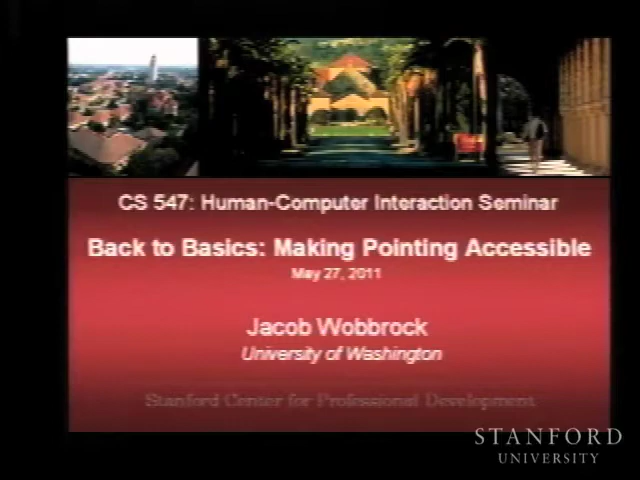 CS 547: Human-Computer Interaction Seminar
Back to Basics: Making Pointing Accessible
May 27, 2011
Jacob Wobbrock
University of Washington
Stanford Center for Professional Development
STANFORD
UNIVERSITY